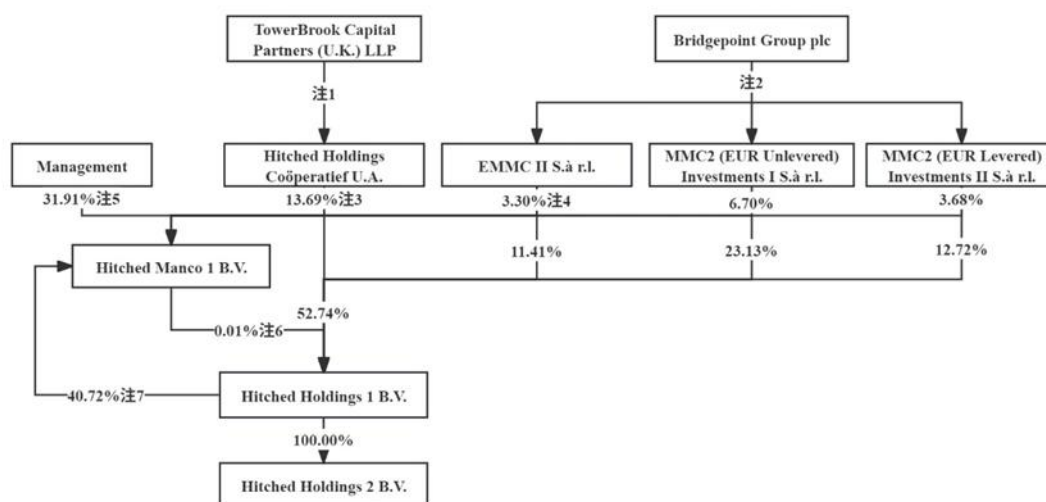 TowerBrook Capital
Partners (U.K.) LLP
Bridgepoint Group plc
注1
注2
Management
Hitched Holdings
Coöperatief U.A.
EMMC II S.à r.l.
MMC2 (EUR Unlevered)
Investments I S.à r.l.
MMC2 (EUR Levered)
Investments II S.à r.l.
31.91%注5
13.69%注3
3.30%注4
6.70%
3.68%
Hitched Manco 1 B.V.
11.41%
23.13%
12.72%
52.74%
0.01%注6
40.72%注7
Hitched Holdings 1 B.V.
100.00%
Hitched Holdings 2 B.V.